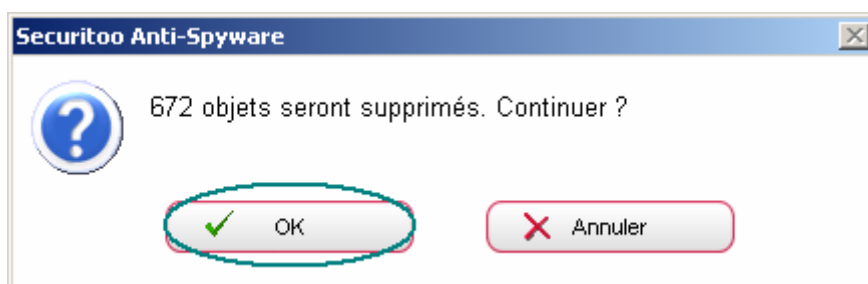 Securitoo Anti-Spyware
672 objets seront supprimés. Continuer ?
OK
Annuler